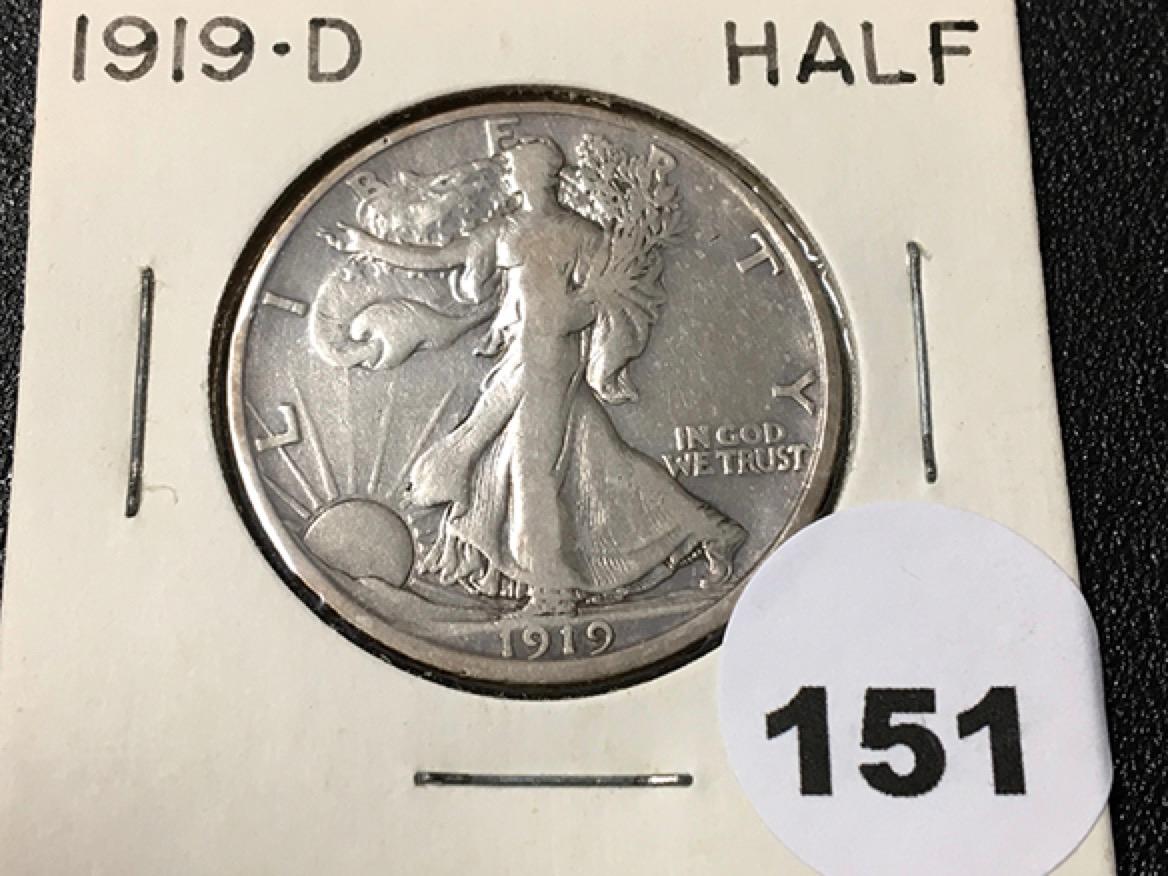 1919·D HALF
LIBERTY
IN GOD
WE TRUST
1919
151